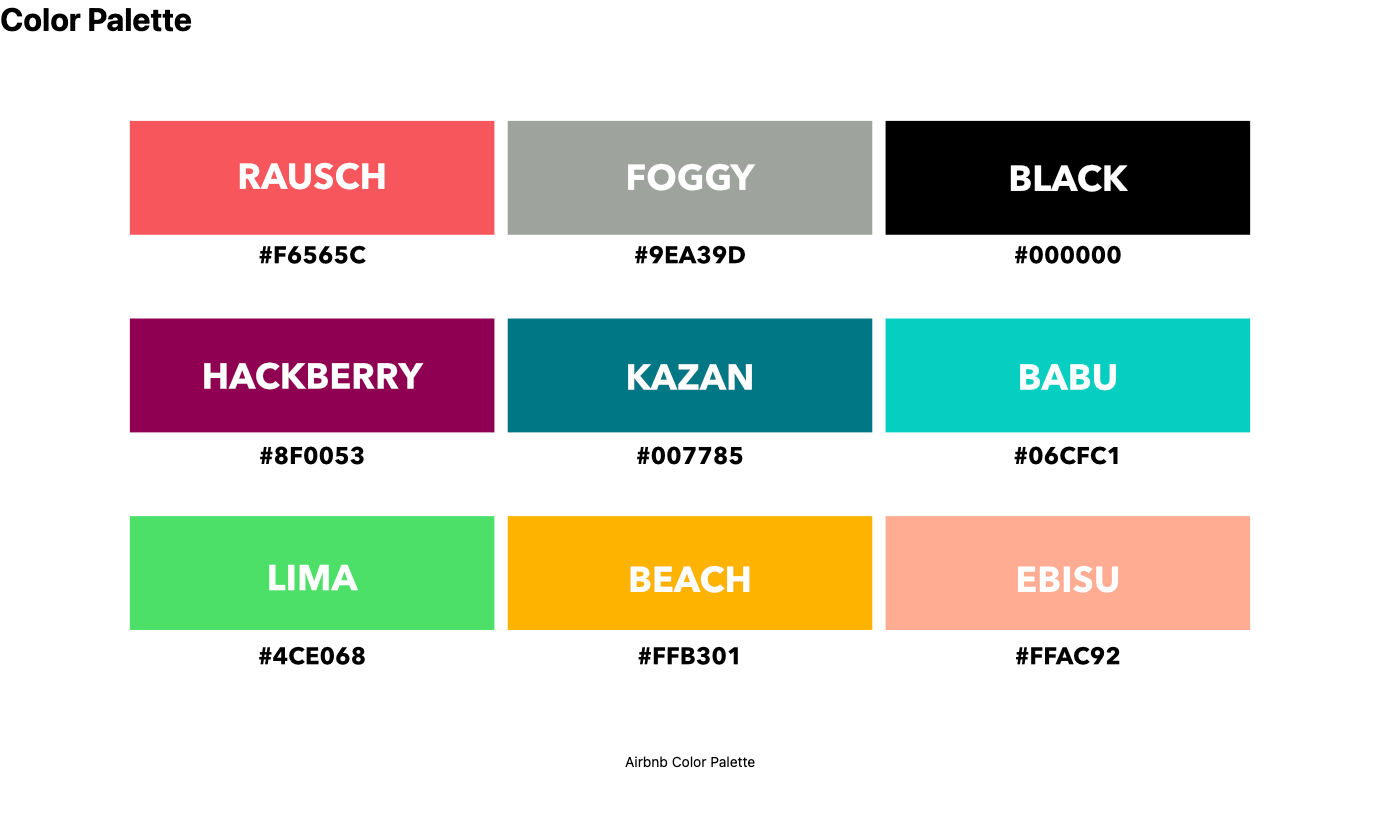 Color Palette
RAUSCH
FOGGY
BLACK
#F6565C
#9EA39D
#000000
HACKBERRY
KAZAN
BABU
#8F0053
#007785
#06CFC1
LIMA
BEACH
EBISU
#4CE068
#FFB301
#FFAC92
Airbnb Color Palette